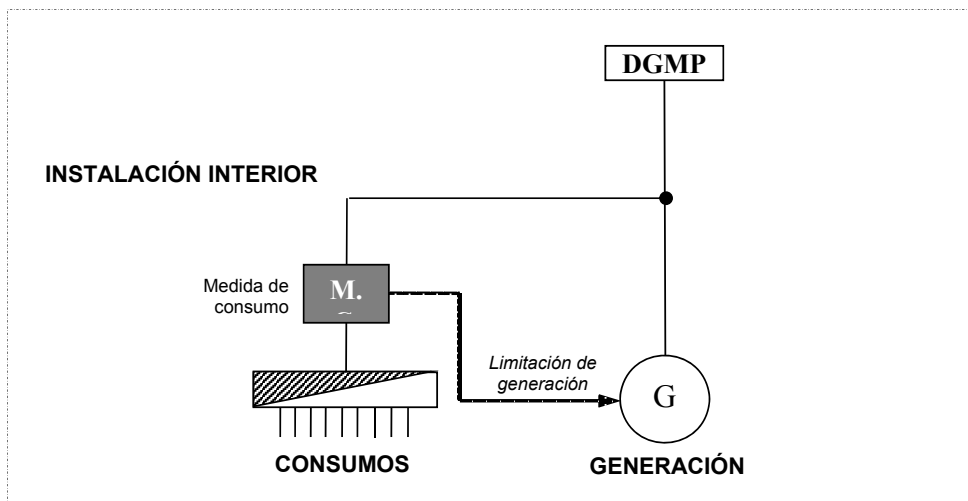 DGMP
INSTALACIÓN INTERIOR
Medida de
consumo
M.
~
Limitación de
generación
G
CONSUMOS
GENERACIÓN